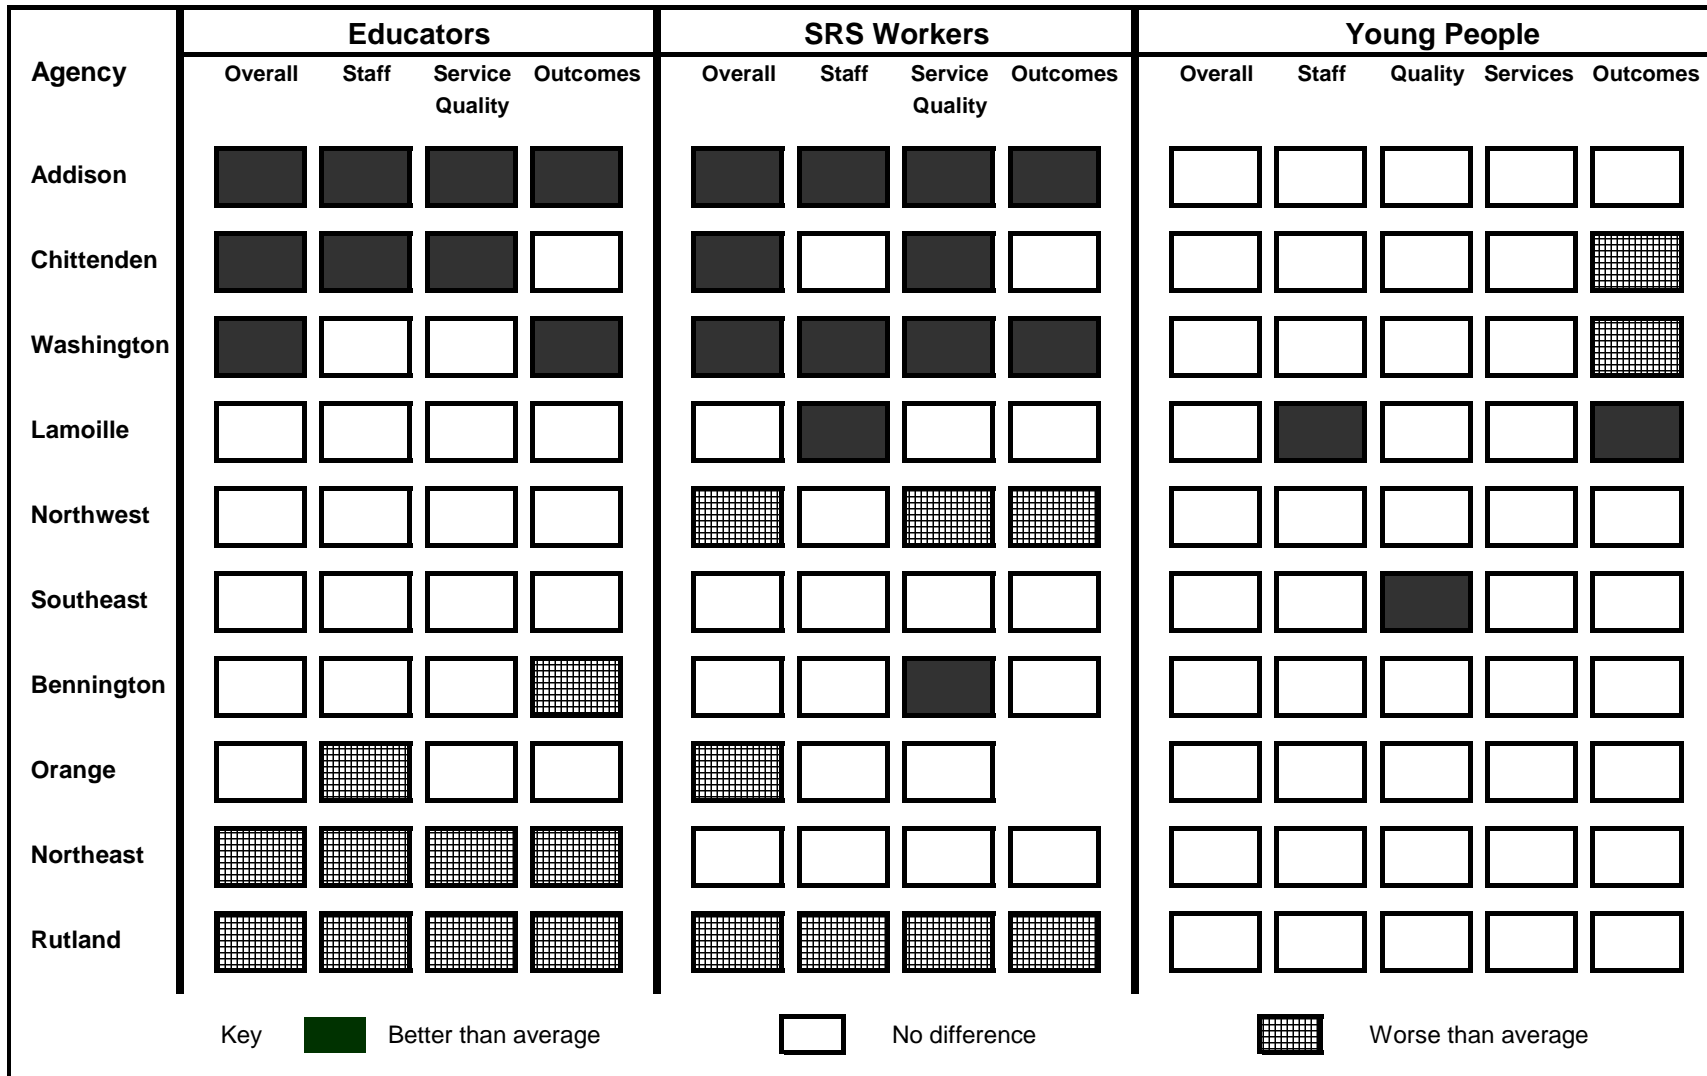 Educators SRS Workers Young People
Agency Overall Staff Service Outcomes Overall Staff Service Outcomes Overall Staff Quality Services Outcomes
Quality Quality
Addison
Chittenden
Washington
Lamoille
Northwest
Southeast
Bennington
Orange
Northeast
Rutland
Key Better than average No difference Worse than average